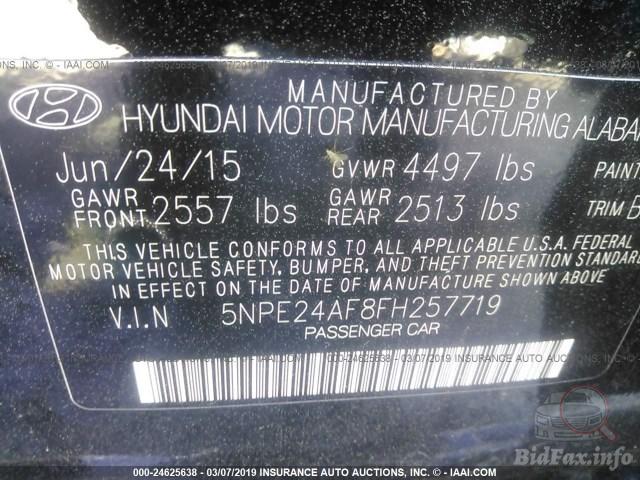 MANUFACTURED BY
HYUNDAI MOTOR MANUFACTURING
Jun/24/15 GVWR 4497 lbs PAINT
GAWR FRONT 2557 lbs GAWR REAR 2513 lbs TRIM
THIS VEHICLE CONFORMS TO ALL APPLICABLE U.S.A. FEDERAL
MOTOR VEHICLE SAFETY, BUMPER, AND THEFT PREVENTION STANDARD
IN EFFECT ON THE DATE OF MANUFACTURE SHOWN ABOVE
V.I.N 5NPE24AF8FH257719
PASSENGER CAR
000-24625638 - 03/07/2019 INSURANCE AUTO AUCTIONS, INC. - © IAAI.COM
BidFax.info